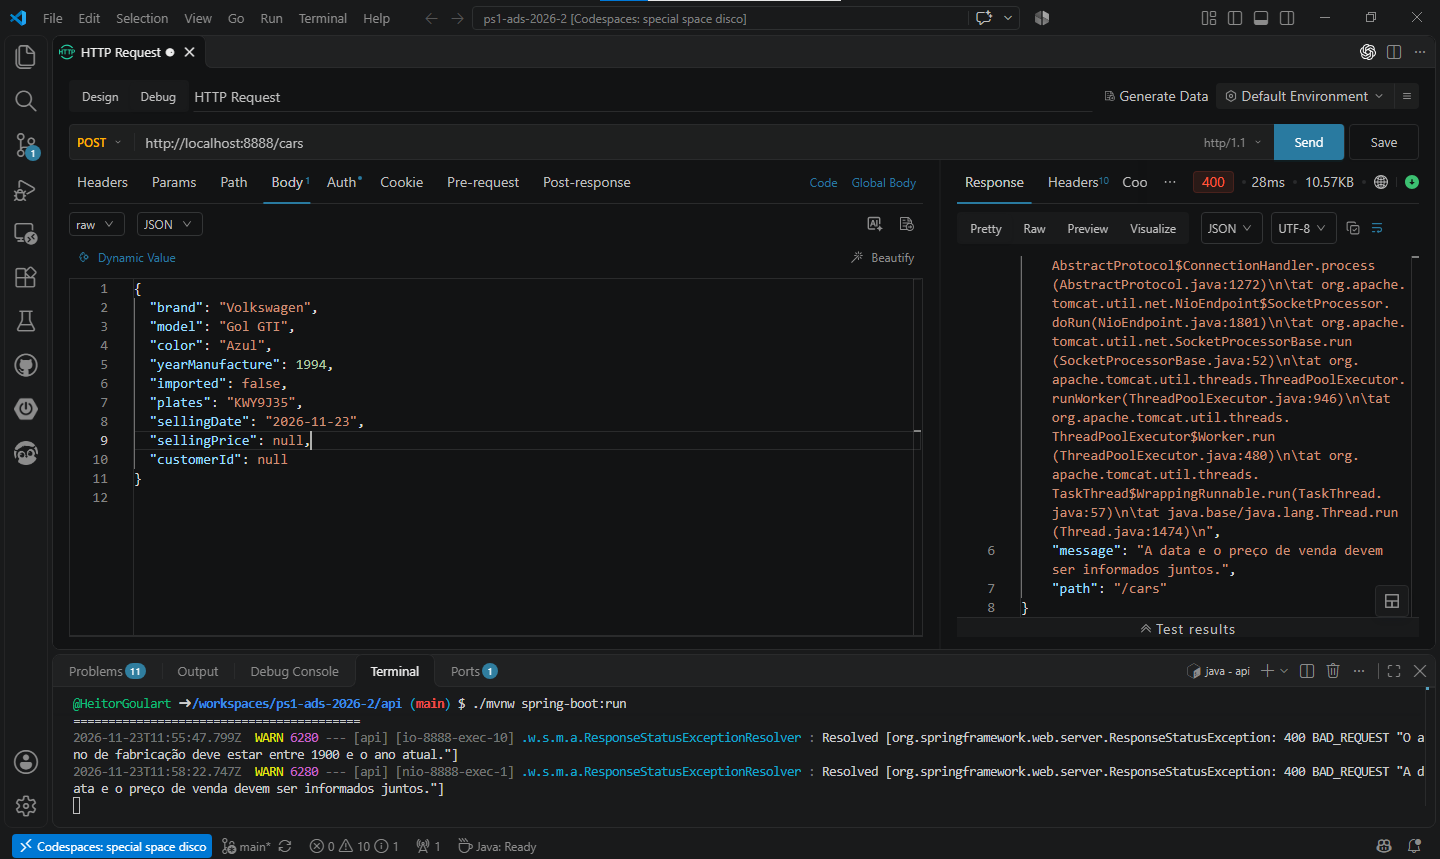 File Edit Selection View Go Run Terminal Help
ps1-ads-2026-2 [Codespaces: special space disco]
HTTP HTTP Request
Design Debug HTTP Request
Generate Data Default Environment
POST http://localhost:8888/cars http/1.1 Send Save
Headers Params Path Body 1 Auth Cookie Pre-request Post-response Code Global Body
raw JSON
Dynamic Value Beautify
1 {
2 "brand": "Volkswagen",
3 "model": "Gol GTI",
4 "color": "Azul",
5 "yearManufacture": 1994,
6 "imported": false,
7 "plates": "KWY9J35",
8 "sellingDate": "2026-11-23",
9 "sellingPrice": null,
10 "customerId": null
11 }
12
Response Headers 10 Coo ··· 400 28ms 10.57KB
Pretty Raw Preview Visualize JSON UTF-8
AbstractProtocol$ConnectionHandler.process
(AbstractProtocol.java:1272)\n\tat org.apache.
tomcat.util.net.NioEndpoint$SocketProcessor.
doRun(NioEndpoint.java:1801)\n\tat org.apache.
tomcat.util.net.SocketProcessorBase.run
(SocketProcessorBase.java:52)\n\tat org.
apache.tomcat.util.threads.ThreadPoolExecutor.
runWorker(ThreadPoolExecutor.java:946)\n\tat
org.apache.tomcat.util.threads.
ThreadPoolExecutor$Worker.run
(ThreadPoolExecutor.java:480)\n\tat org.
apache.tomcat.util.threads.
TaskThread$WrappingRunnable.run(TaskThread.
java:57)\n\tat java.base/java.lang.Thread.run
(Thread.java:1474)\n",
6 "message": "A data e o preço de venda devem
ser informados juntos.",
7 "path": "/cars"
8 }
Test results
Problems 11 Output Debug Console Terminal Ports 1 java - api
@HeitorGoulart ➜/workspaces/ps1-ads-2026-2/api (main) $ ./mvnw spring-boot:run
=========================================
2026-11-23T11:55:47.799Z WARN 6280 --- [api] [io-8888-exec-10] .w.s.m.a.ResponseStatusExceptionResolver : Resolved [org.springframework.web.server.ResponseStatusException: 400 BAD_REQUEST "O a
no de fabricação deve estar entre 1900 e o ano atual."]
2026-11-23T11:58:22.747Z WARN 6280 --- [api] [nio-8888-exec-1] .w.s.m.a.ResponseStatusExceptionResolver : Resolved [org.springframework.web.server.ResponseStatusException: 400 BAD_REQUEST "A d
ata e o preço de venda devem ser informados juntos."]
1
Codespaces: special space disco main* 0 10 1 1 Java: Ready